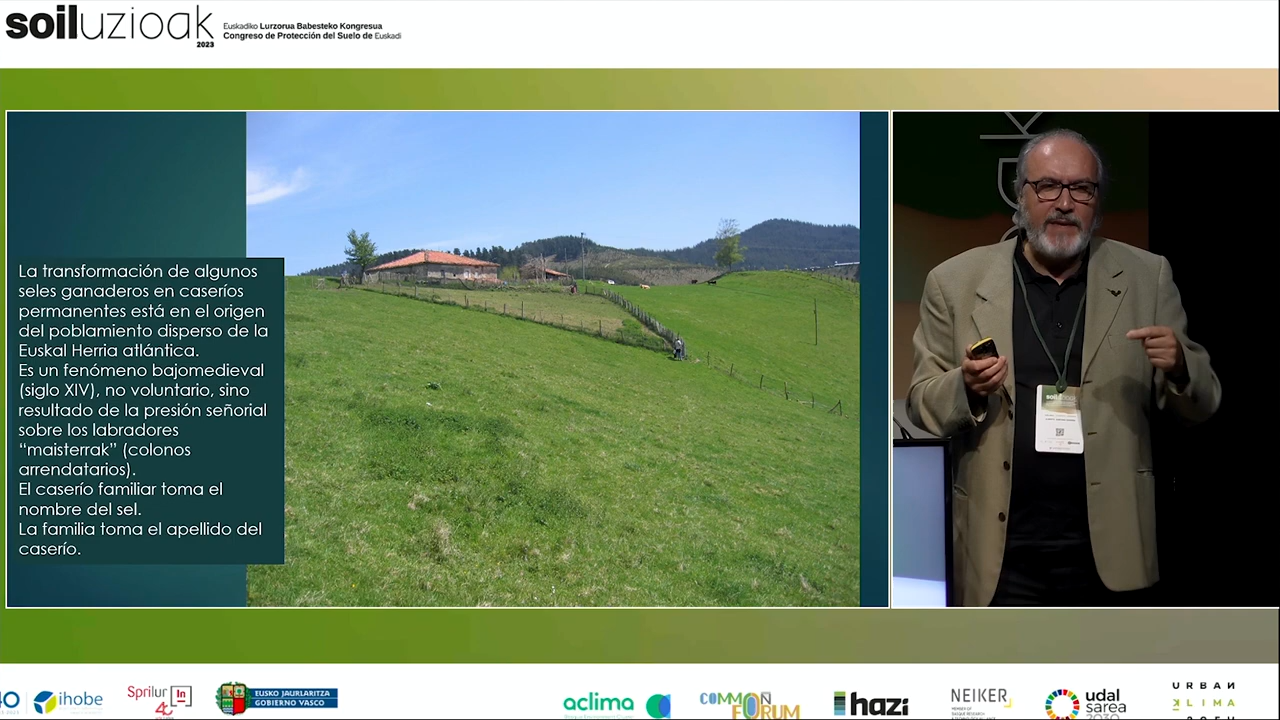 soiluzioak
2023
Euskadiko Lurzorua Babesteko Kongresua
Congreso de Protección del Suelo de Euskadi
La transformación de algunos
seles ganaderos en caseríos
permanentes está en el origen
del poblamiento disperso de la
Euskal Herria atlántica.
Es un fenómeno bajomedieval
(siglo XIV), no voluntario, sino
resultado de la presión señorial
sobre los labradores
“maisterrak” (colonos
arrendatarios).
El caserío familiar toma el
nombre del sel.
La familia toma el apellido del
caserío.
soil
ihobe
Sprilur In
EUSKO JAURLARITZA
GOBIERNO VASCO
aclima
COMMON
FORUM
hazi
NEIKER
udal
sarea
2030
URBAN
KLIMA